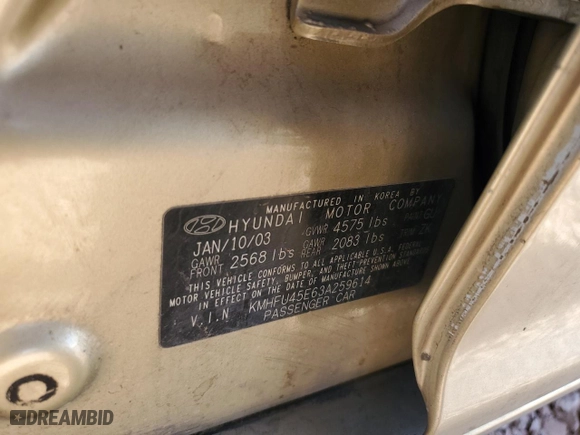 MANUFACTURED IN KOREA BY
HYUNDAI MOTOR COMPANY
JAN/10/03 GVWR 4575 lbs PAINT:
GAWR FRONT 2568 lbs GAWR REAR 2083 lbs TRIM:
THIS VEHICLE CONFORMS TO ALL APPLICABLE U.S.A. FEDERAL
MOTOR VEHICLE SAFETY, BUMPER, AND THEFT PREVENTION STANDARDS
IN EFFECT ON THE DATE OF MANUFACTURE SHOWN ABOVE.
V.I.N KMHFU45E63A259614
PASSENGER CAR
DREAMBID